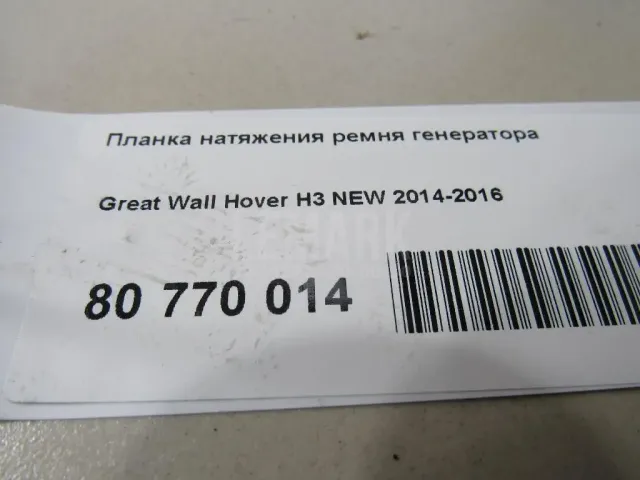 Планка натяжения ремня генератора
Great Wall Hover H3 NEW 2014-2016
80 770 014